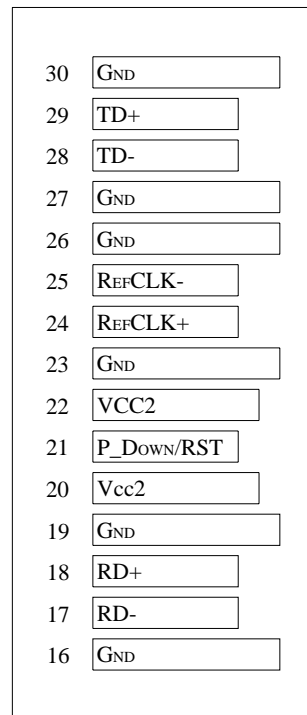 30 GND
29 TD+
28 TD-
27 GND
26 GND
25 REFCLK-
24 REFCLK+
23 GND
22 VCC2
21 P_DOWN/RST
20 Vcc2
19 GND
18 RD+
17 RD-
16 GND